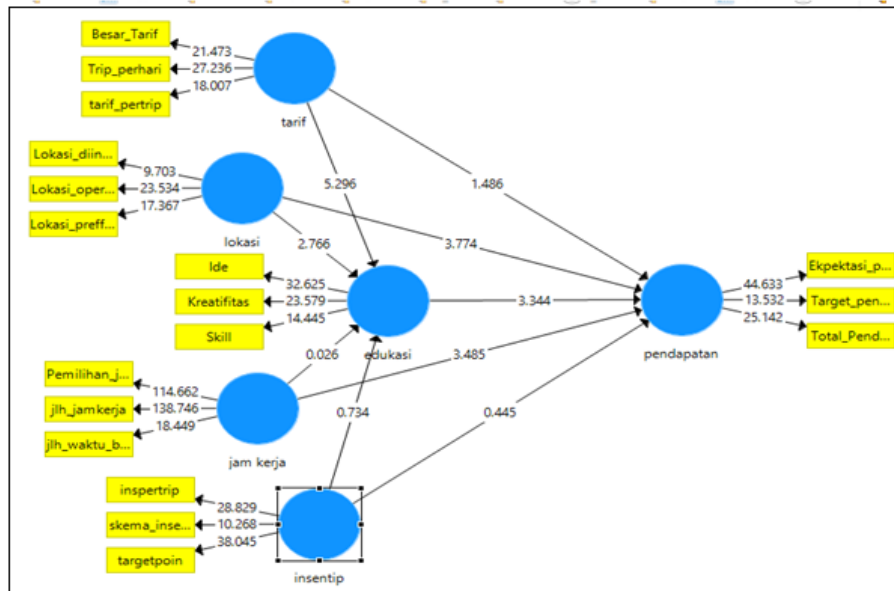 Besar_Tarif
Trip_perhari
tarif_pertrip
21.473
27.236
18.007
tarif
Lokasi_diin...
Lokasi_oper...
Lokasi_preff...
9.703
23.534
17.367
lokasi
5.296
1.486
2.766
3.774
Ide
Kreatifitas
Skill
32.625
23.579
14.445
edukasi
3.344
Ekpektasi_p...
Target_pen...
Total_Pend...
44.633
13.532
25.142
pendapatan
0.026
3.485
Pemilihan_j...
jlh_jamkerja
jlh_waktu_b...
114.662
138.746
18.449
jam kerja
0.734
0.445
inspertrip
skema_inse...
targetpoin
28.829
10.268
38.045
insentip